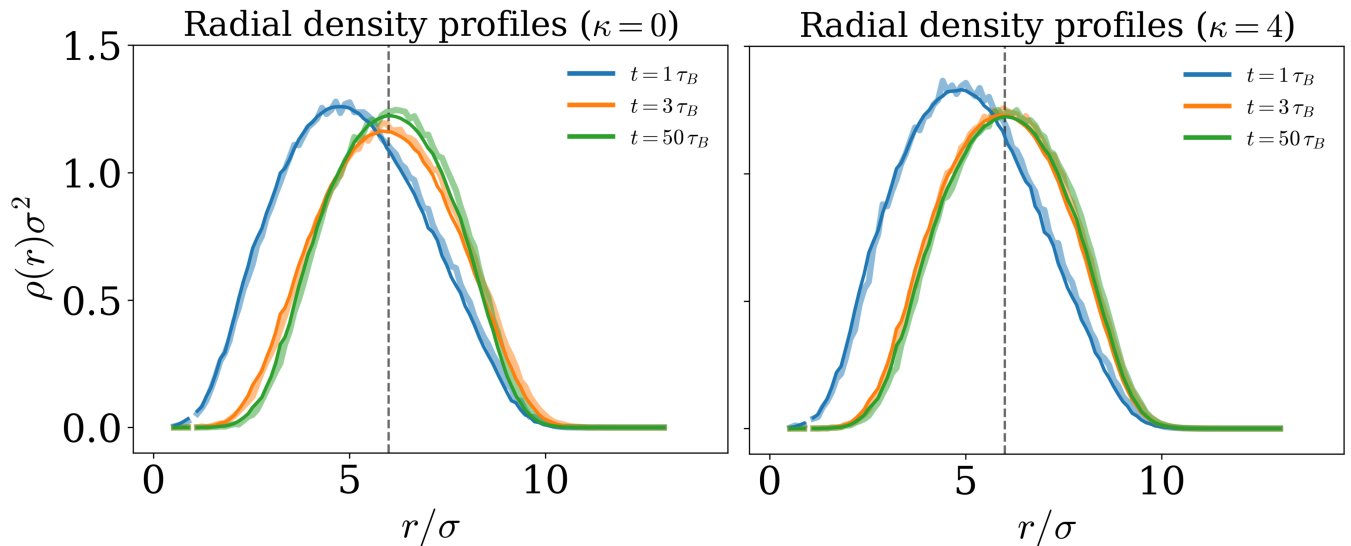 Radial density profiles (κ = 0)
1.5
1.0
0.5
0.0
ρ(r)σ²
t = 1 τ_B
t = 3 τ_B
t = 50 τ_B
0 5 10
r/σ
Radial density profiles (κ = 4)
t = 1 τ_B
t = 3 τ_B
t = 50 τ_B
0 5 10
r/σ